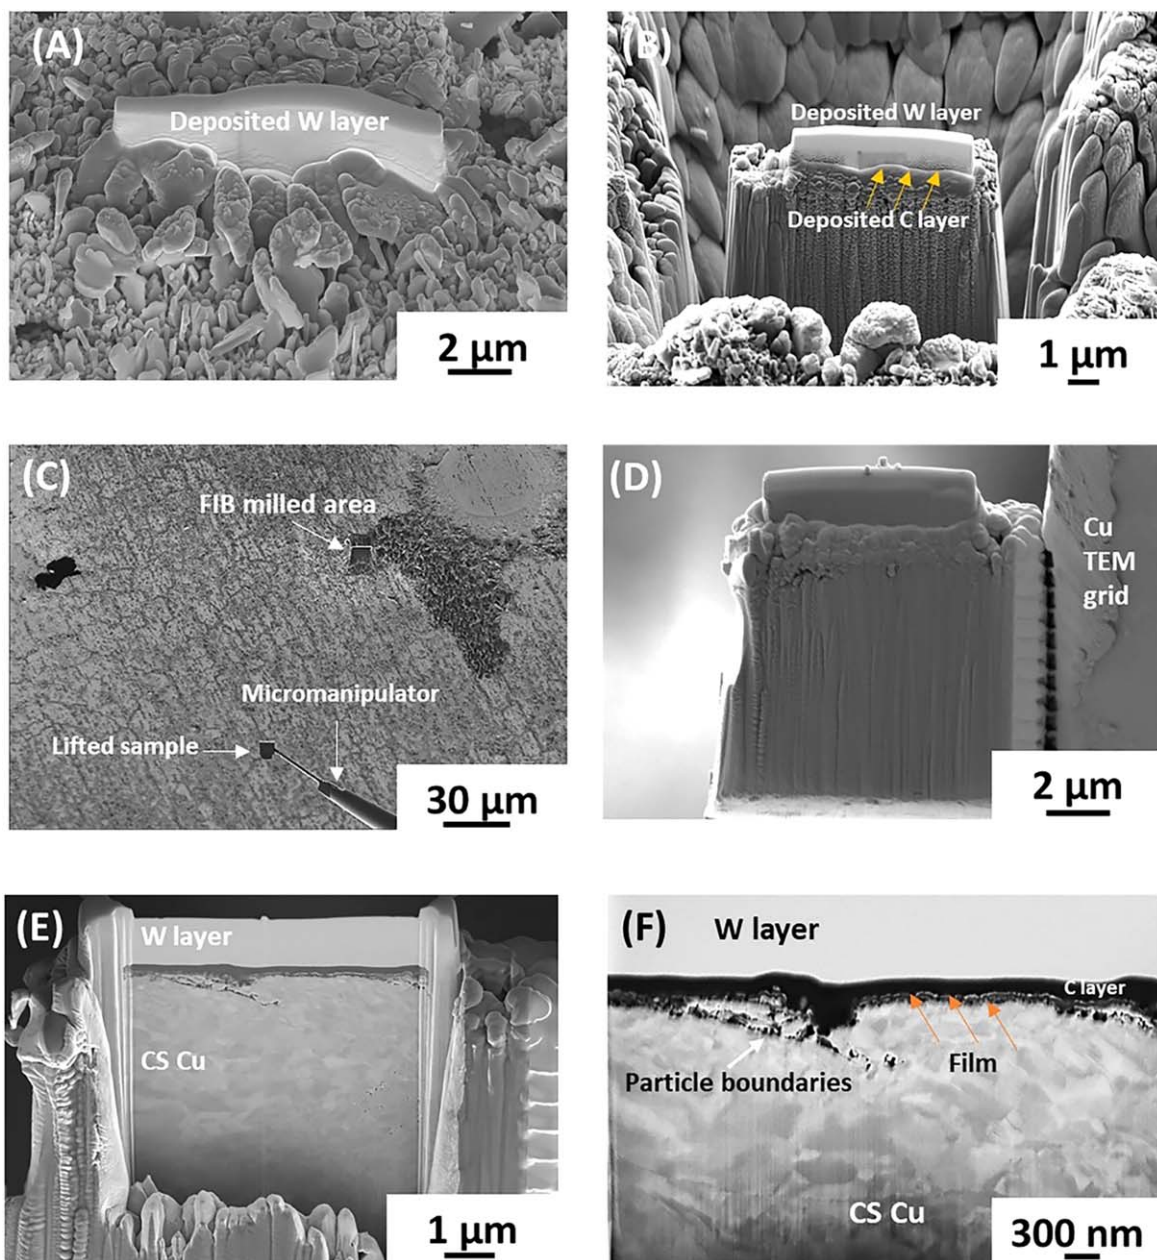 (A)
Deposited W layer
2 μm
(B)
Deposited W layer
Deposited C layer
1 μm
(C)
FIB milled area
Micromanipulator
Lifted sample
30 μm
(D)
Cu
TEM
grid
2 μm
(E)
W layer
CS Cu
1 μm
(F)
W layer
C layer
Film
Particle boundaries
CS Cu
300 nm